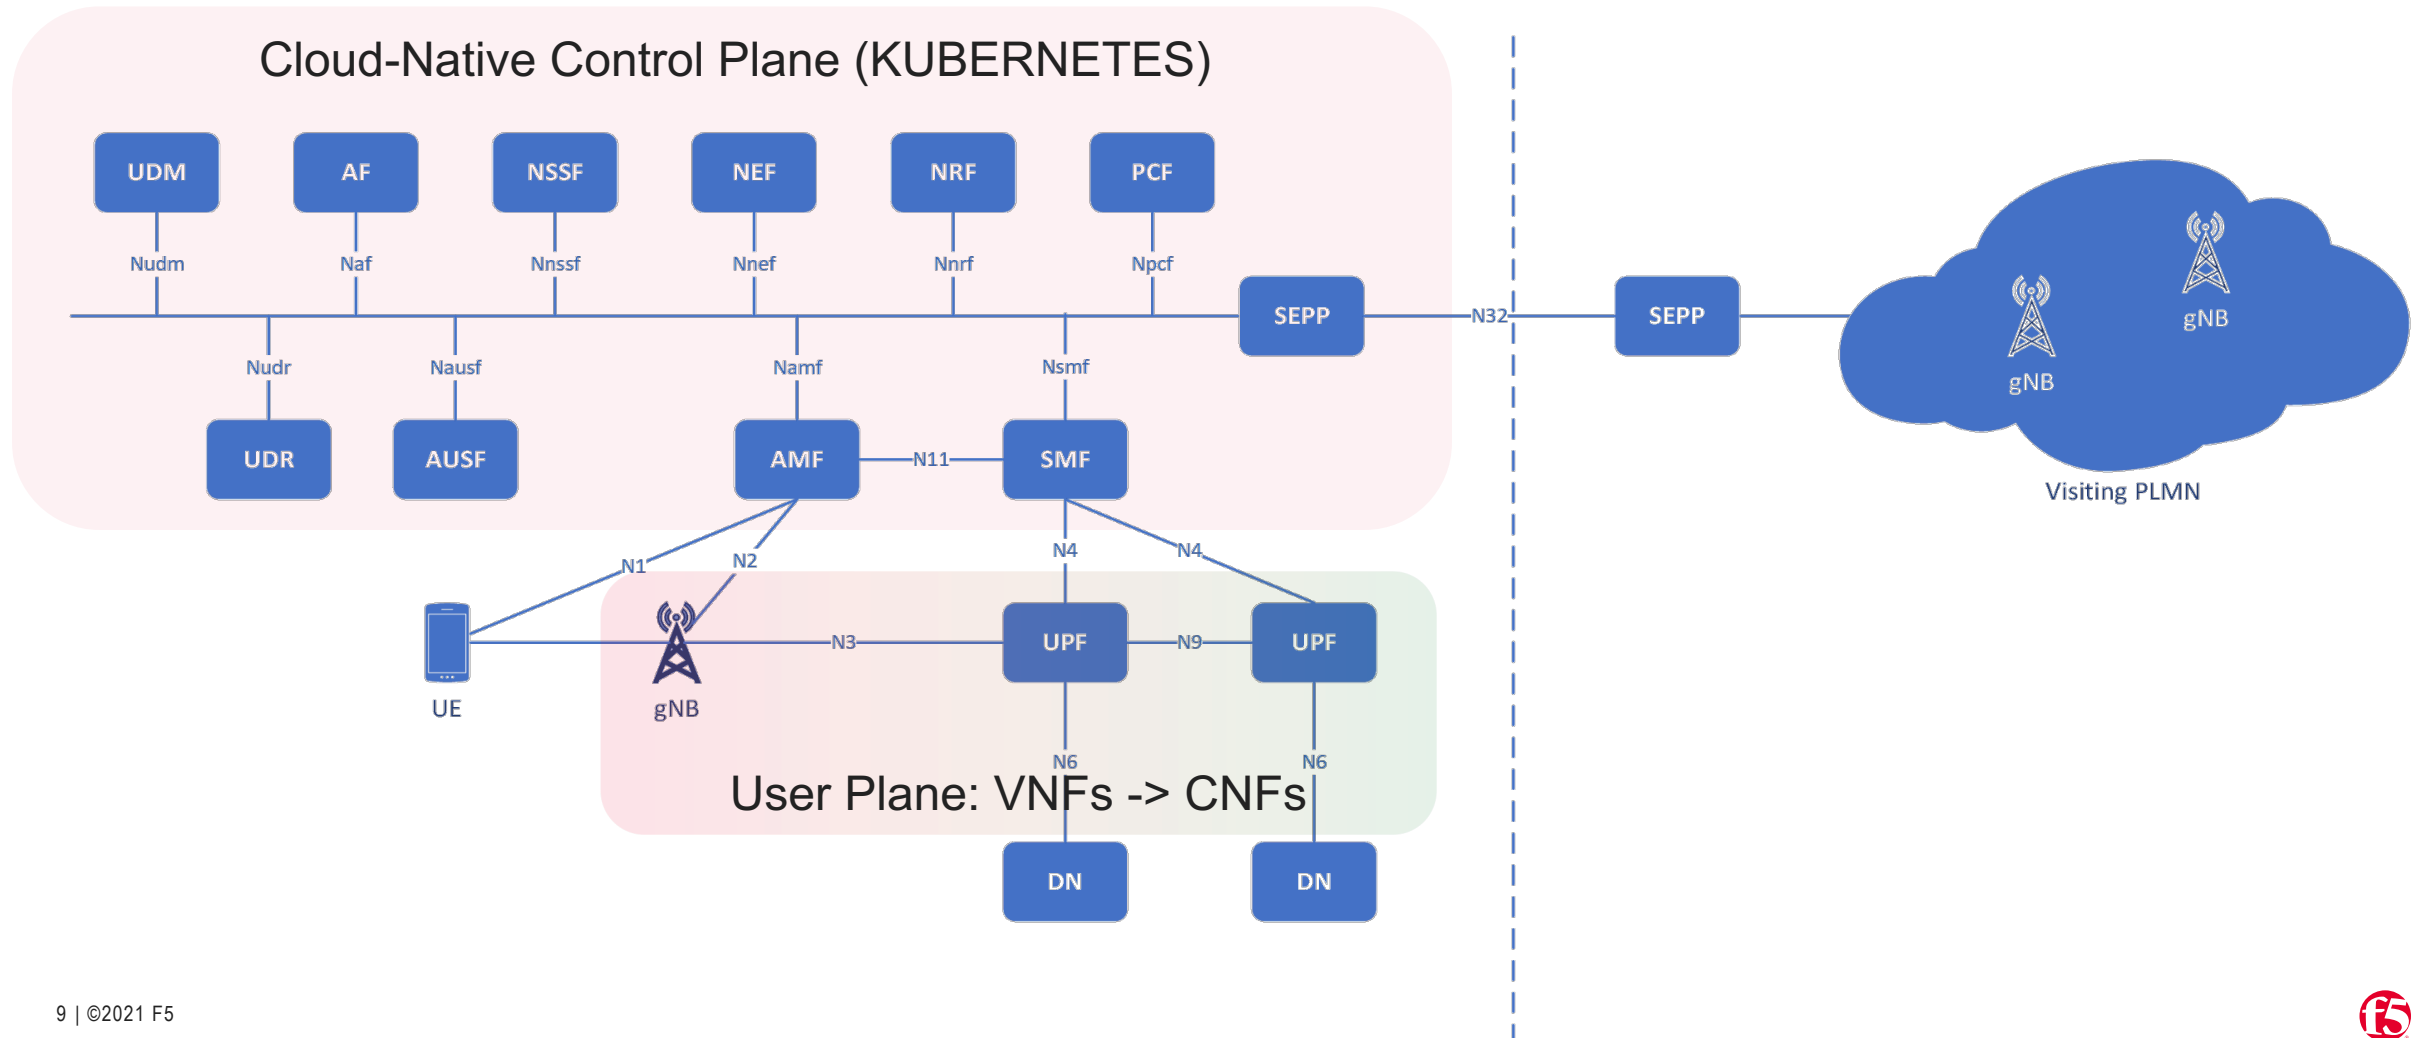 Cloud-Native Control Plane (KUBERNETES)
UDM
AF
NSSF
NEF
NRF
PCF
Nudm
Naf
Nnssf
Nnef
Nnrf
Npcf
SEPP
N32
SEPP
gNB
gNB
Visiting PLMN
Nudr
Nausf
Namf
Nsmf
UDR
AUSF
AMF
N11
SMF
N1
N2
N4
N4
UE
gNB
N3
UPF
N9
UPF
N6
N6
User Plane: VNFs -> CNFs
DN
DN
9 | ©2021 F5
f5